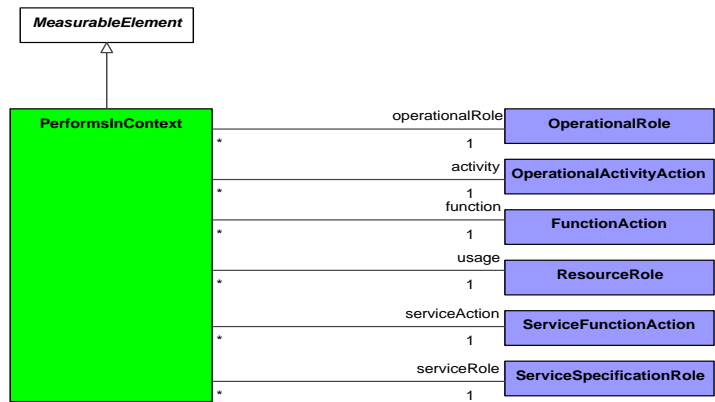 MeasurableElement
PerformsInContext
operationalRole
OperationalRole
*
1
activity
OperationalActivityAction
*
1
function
FunctionAction
*
1
usage
ResourceRole
*
1
serviceAction
ServiceFunctionAction
*
1
serviceRole
ServiceSpecificationRole
*
1